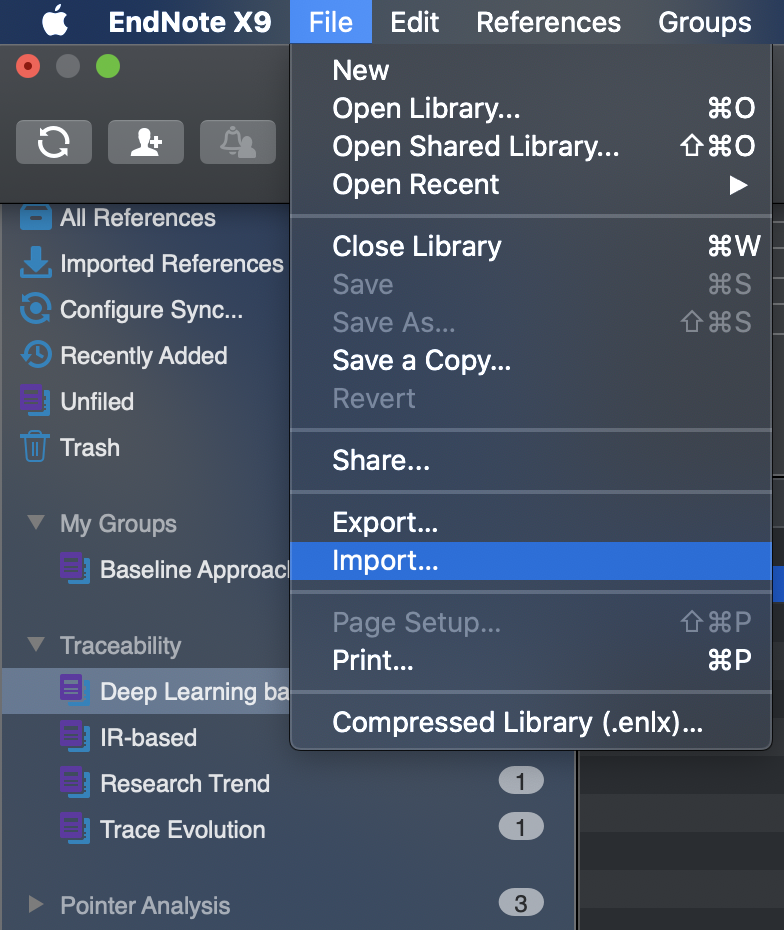 EndNote X9 File Edit References Groups
New
Open Library... ⌘O
Open Shared Library... ⇧⌘O
Open Recent ▶
Close Library ⌘W
Save ⌘S
Save As... ⇧⌘S
Save a Copy...
Revert
Share...
Export...
Import...
Page Setup... ⇧⌘P
Print... ⌘P
Compressed Library (.enlx)...
All References
Imported References
Configure Sync...
Recently Added
Unfiled
Trash
My Groups
Baseline Approac
Traceability
Deep Learning ba
IR-based
Research Trend 1
Trace Evolution 1
Pointer Analysis 3